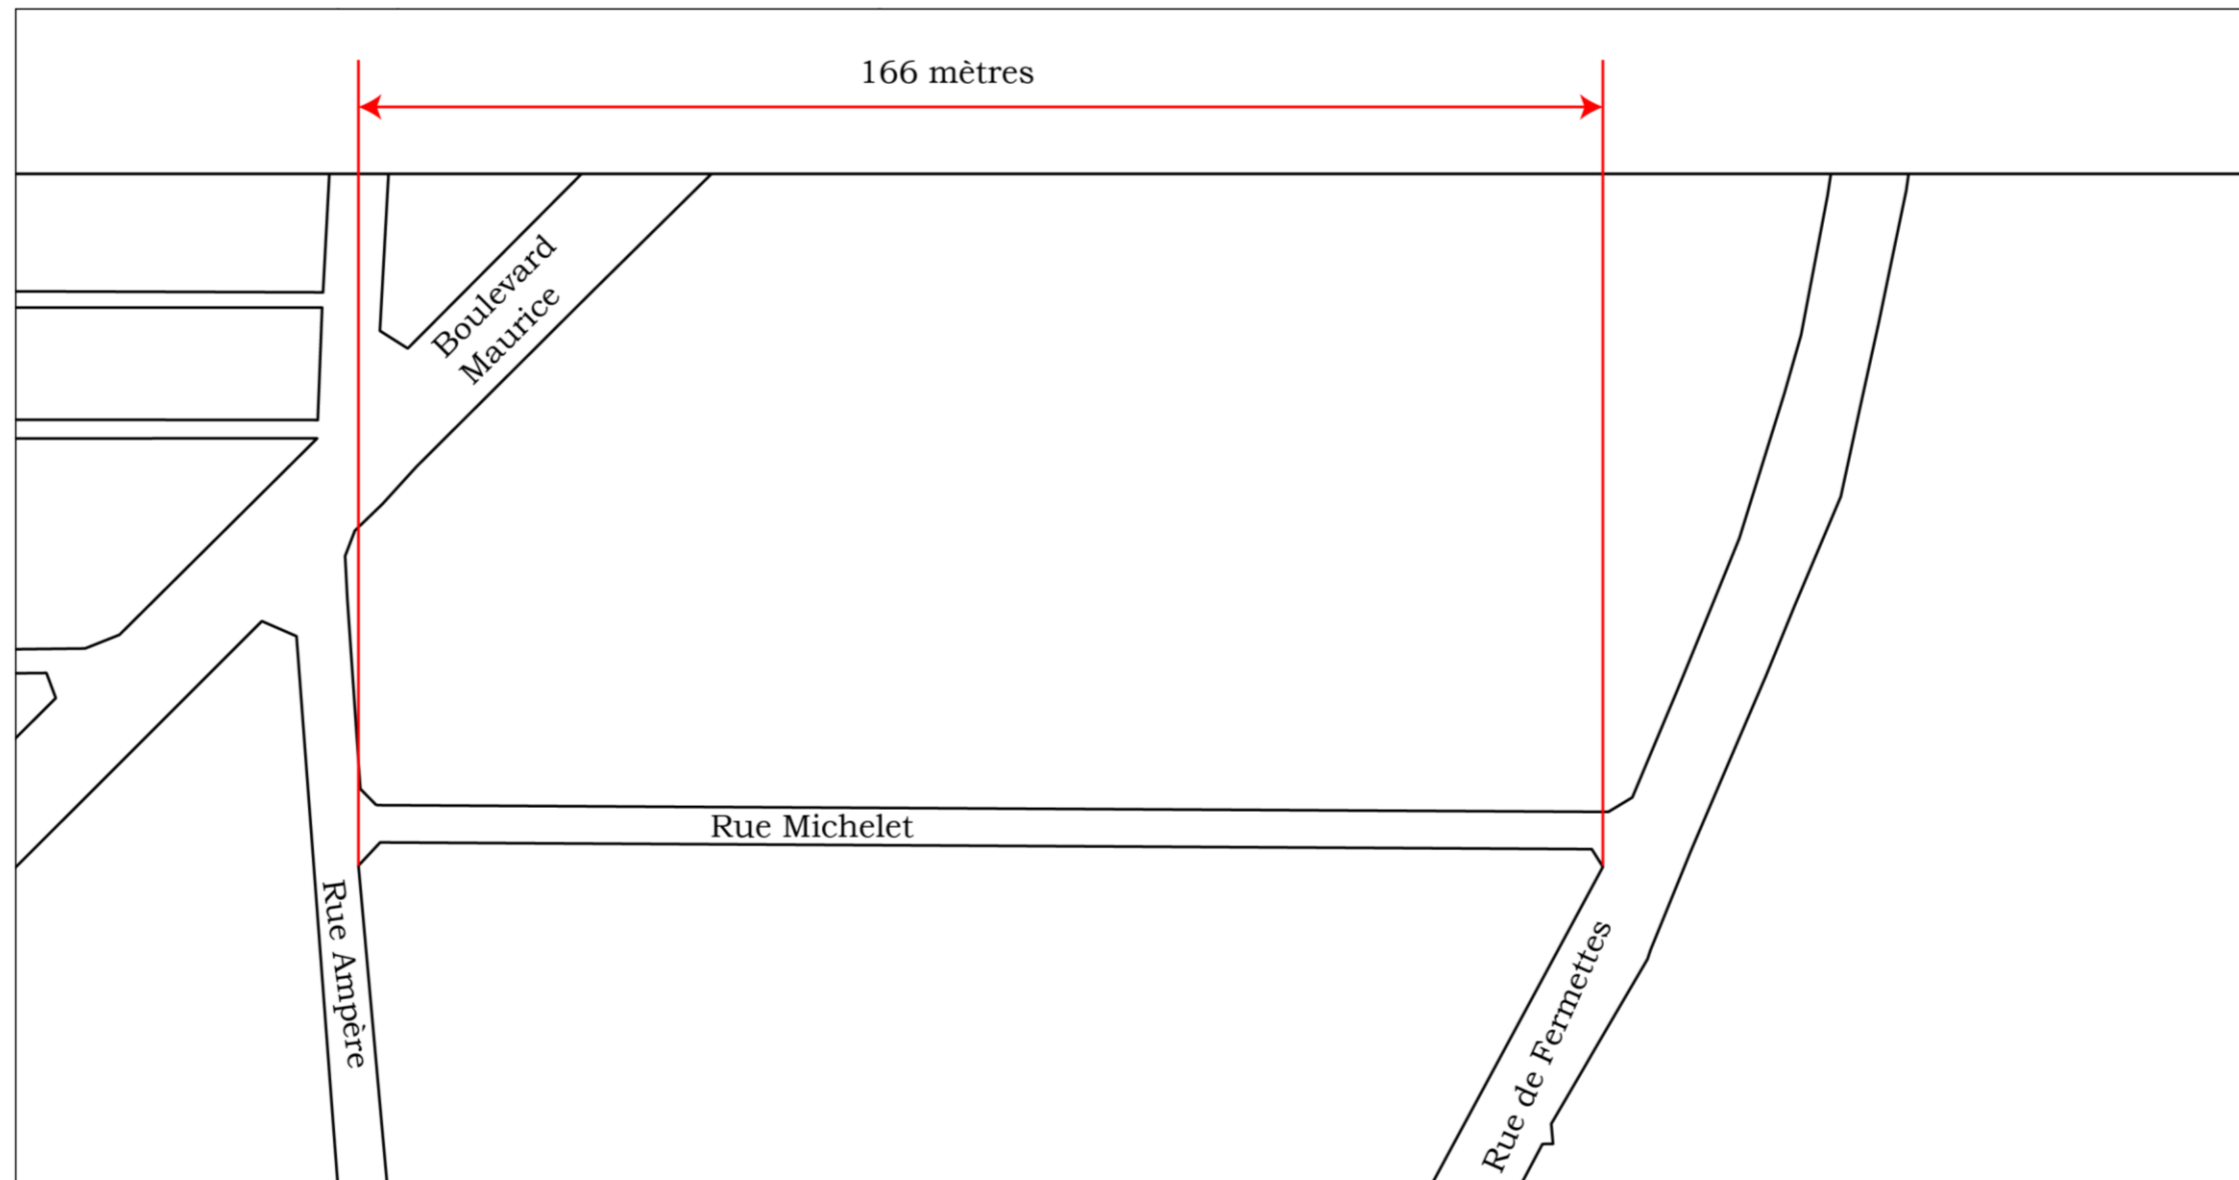 166 mètres
Boulevard
Maurice
Rue Michelet
Rue Ampère
Rue de Fermettes